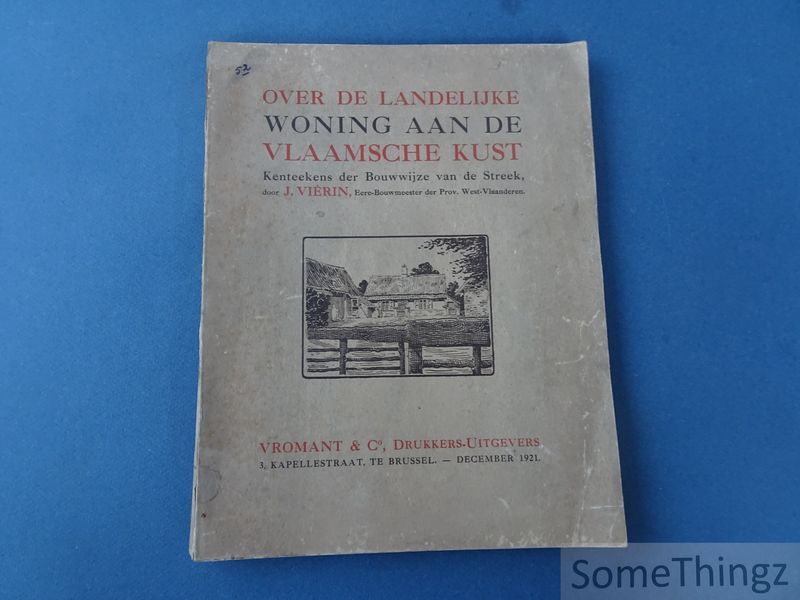 52
OVER DE LANDELIJKE
WONING AAN DE
VLAAMSCHE KUST
Kenteekens der Bouwwijze van de Streek,
door J. VIÉRIN, Eere-Bouwmeester der Prov. West-Vlaanderen.
VROMANT & Cº, DRUKKERS-UITGEVERS
3, KAPELLESTRAAT, TE BRUSSEL. — DECEMBER 1921.
SomeThingz